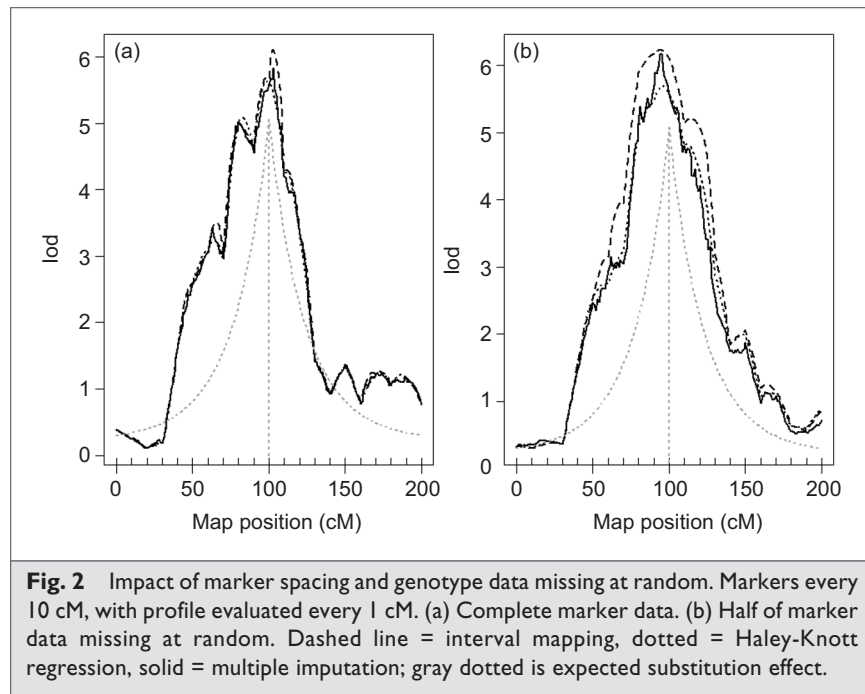 (a)
6
5
4
3
2
1
0
lod
0 50 100 150 200
Map position (cM)
(b)
6
5
4
3
2
1
0
lod
0 50 100 150 200
Map position (cM)
Fig. 2 Impact of marker spacing and genotype data missing at random. Markers every
10 cM, with profile evaluated every 1 cM. (a) Complete marker data. (b) Half of marker
data missing at random. Dashed line = interval mapping, dotted = Haley-Knott
regression, solid = multiple imputation; gray dotted is expected substitution effect.